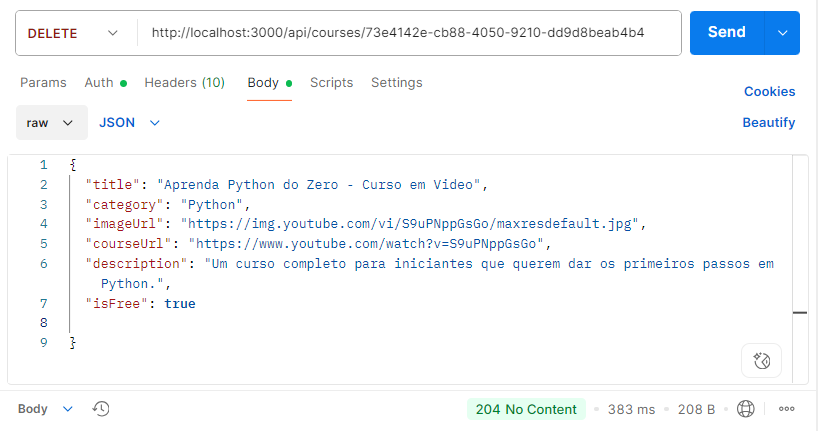 DELETE http://localhost:3000/api/courses/73e4142e-cb88-4050-9210-dd9d8beab4b4 Send
Params Auth Headers (10) Body Scripts Settings
Cookies
raw JSON Beautify
1 {
2 "title": "Aprenda Python do Zero - Curso em Video",
3 "category": "Python",
4 "imageUrl": "https://img.youtube.com/vi/S9uPNppGsGo/maxresdefault.jpg",
5 "courseUrl": "https://www.youtube.com/watch?v=S9uPNppGsGo",
6 "description": "Um curso completo para iniciantes que querem dar os primeiros passos em
Python.",
7 "isFree": true
8
9 }
Body 204 No Content 383 ms 208 B